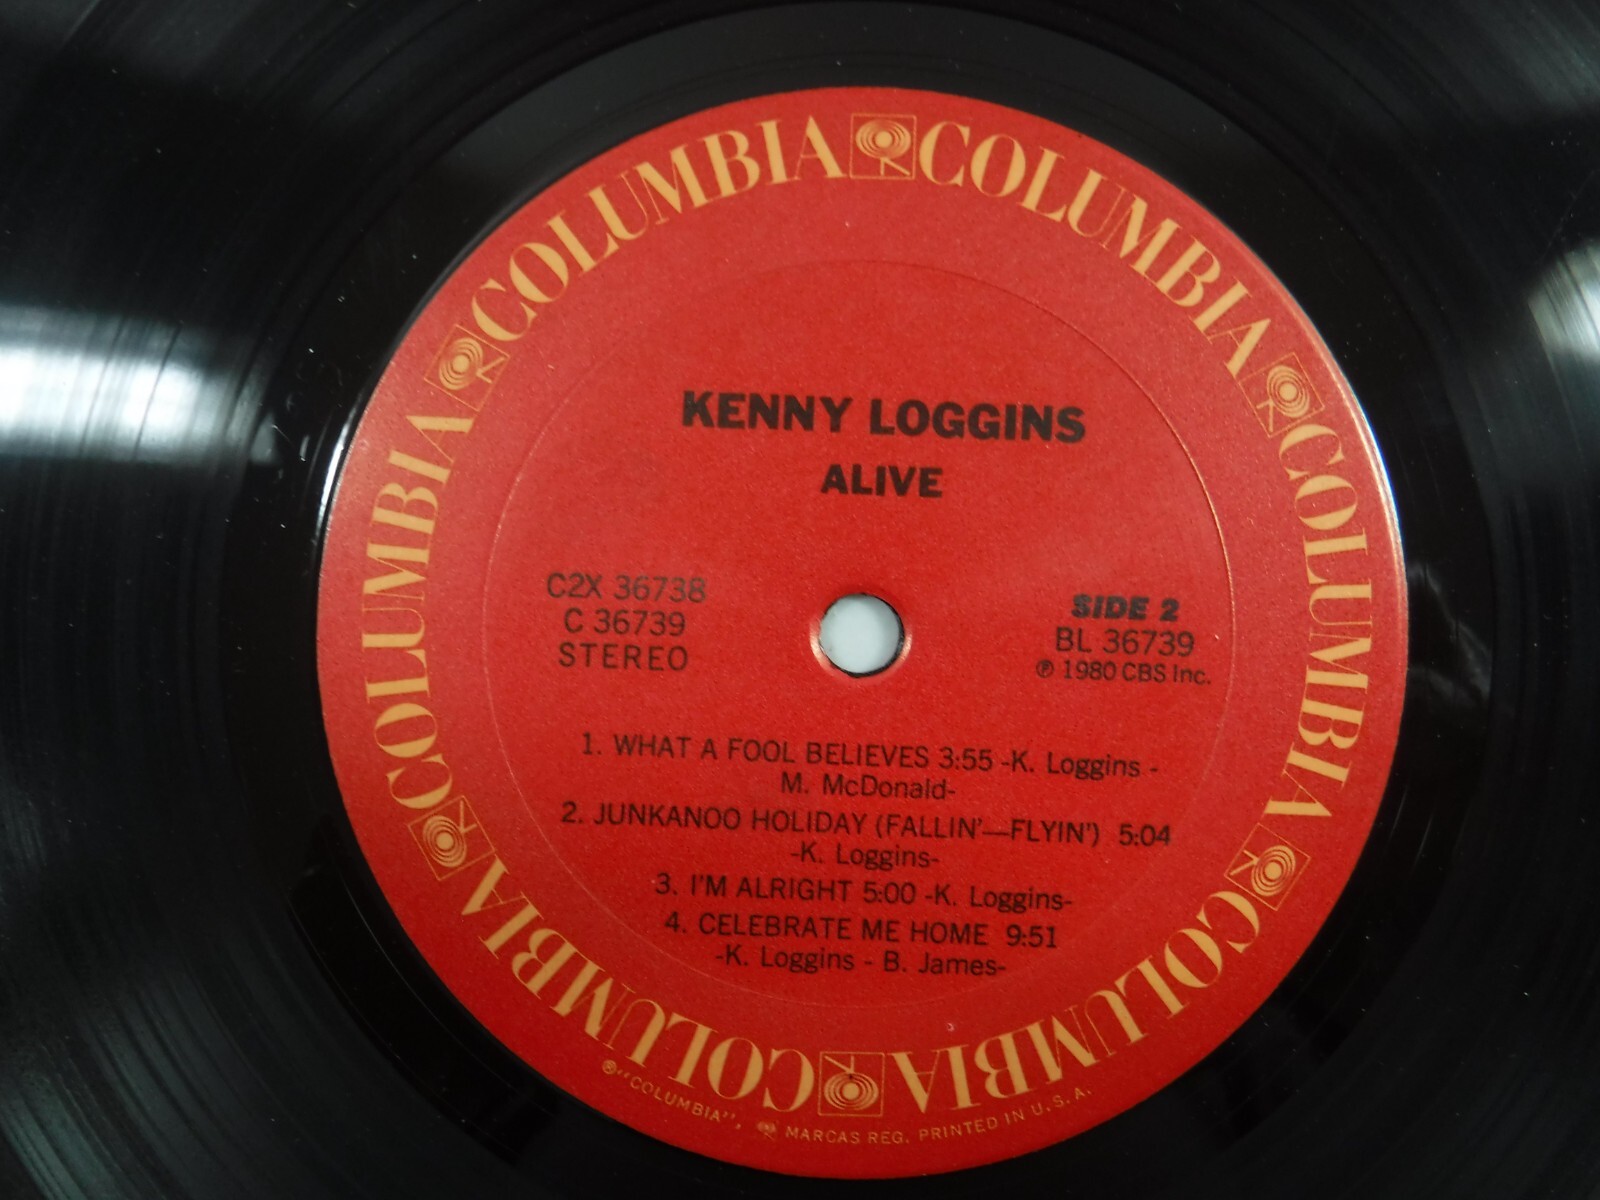 COLUMBIA COLUMBIA COLUMBIA COLUMBIA COLUMBIA COLUMBIA COLUMBIA COLUMBIA
KENNY LOGGINS
ALIVE
C2X 36738
C 36739
STEREO
SIDE 2
BL 36739
℗ 1980 CBS Inc.
1. WHAT A FOOL BELIEVES 3:55 -K. Loggins -
M. McDonald-
2. JUNKANOO HOLIDAY (FALLIN'—FLYIN') 5:04
-K. Loggins-
3. I'M ALRIGHT 5:00 -K. Loggins-
4. CELEBRATE ME HOME 9:51
-K. Loggins - B. James-
®"COLUMBIA", MARCAS REG. PRINTED IN U.S.A.